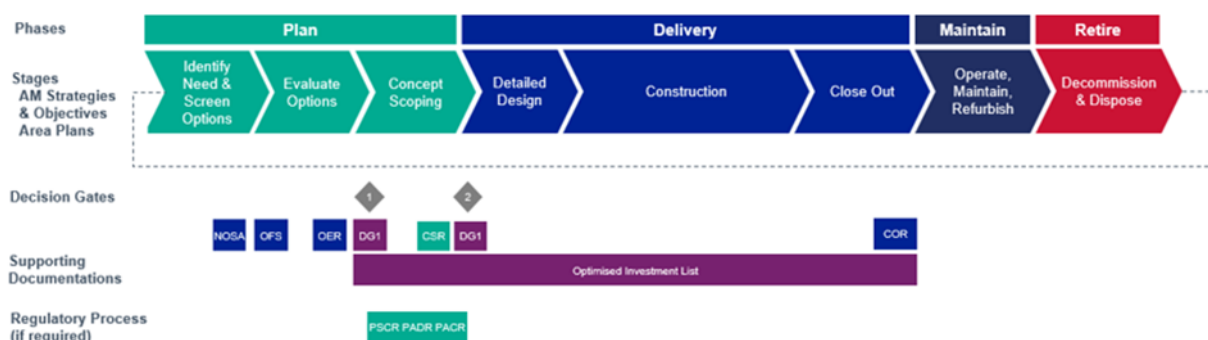 Phases
Plan
Delivery
Maintain
Retire
Stages
AM Strategies
& Objectives
Area Plans
Identify
Need &
Screen
Options
Evaluate
Options
Concept
Scoping
Detailed
Design
Construction
Close Out
Operate,
Maintain,
Refurbish
Decommission
& Dispose
Decision Gates
1
2
NOSA
OFS
OER
DG1
CSR
DG1
COR
Supporting
Documentations
Optimised Investment List
Regulatory Process
(if required)
PSCR PADR PACR